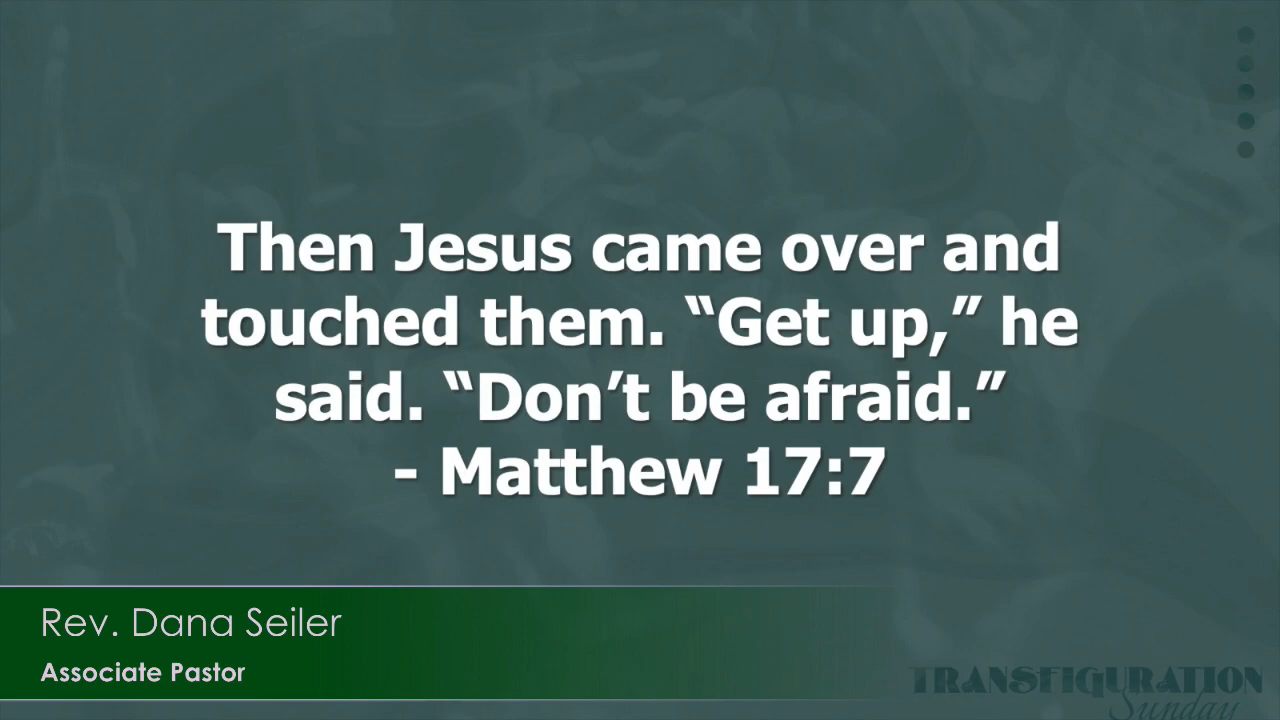 Then Jesus came over and
touched them. “Get up,” he
said. “Don’t be afraid.”
- Matthew 17:7
Rev. Dana Seiler
Associate Pastor
TRANSFIGURATION
Sunday